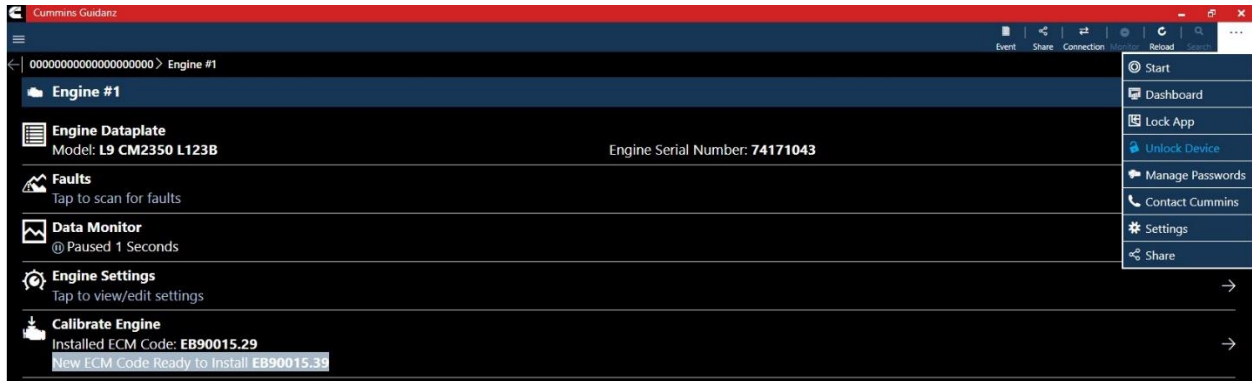 Cummins Guidanz
Event Share Connection Monitor Reload Search
00000000000000000000 > Engine #1
Engine #1
Engine Dataplate
Model: L9 CM2350 L123B Engine Serial Number: 74171043
Faults
Tap to scan for faults
Data Monitor
Paused 1 Seconds
Engine Settings
Tap to view/edit settings
Calibrate Engine
Installed ECM Code: EB90015.29
New ECM Code Ready to Install EB90015.39
Start
Dashboard
Lock App
Unlock Device
Manage Passwords
Contact Cummins
Settings
Share